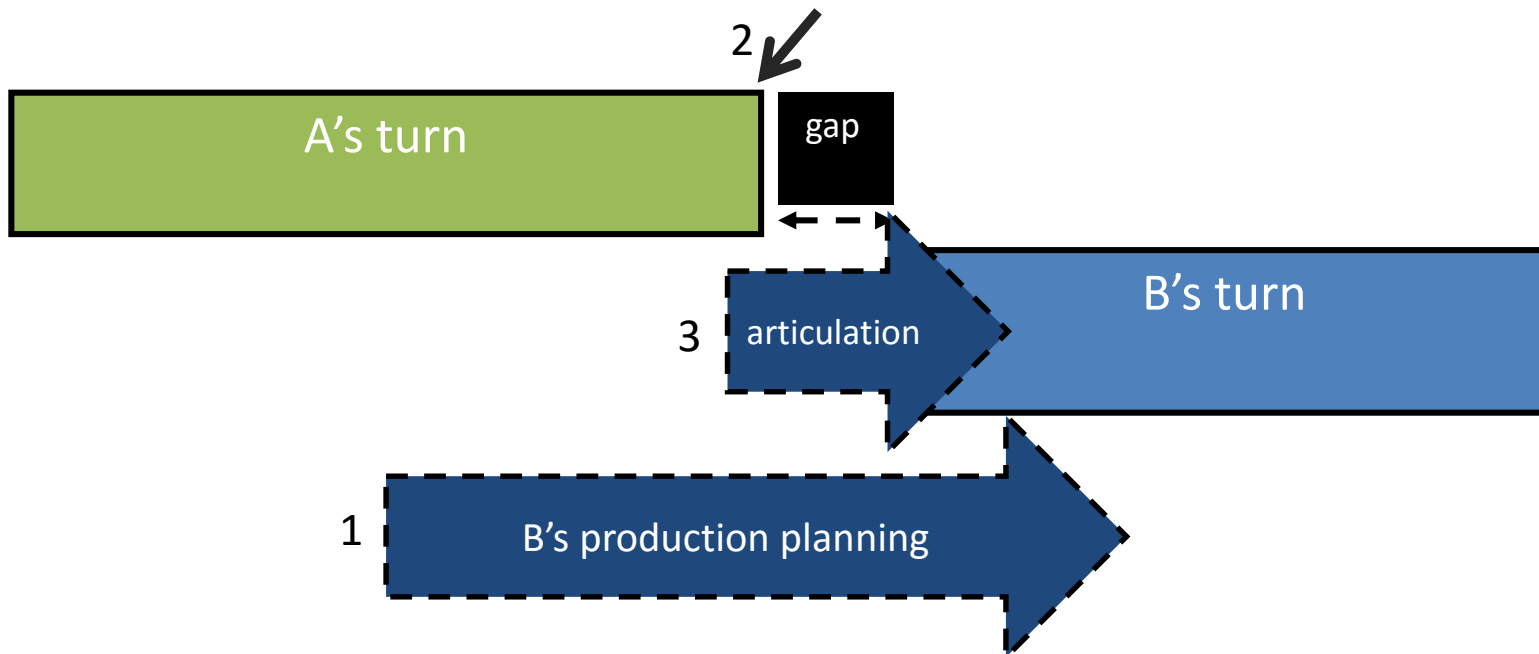 2
A’s turn
gap
B’s turn
3
articulation
1
B’s production planning